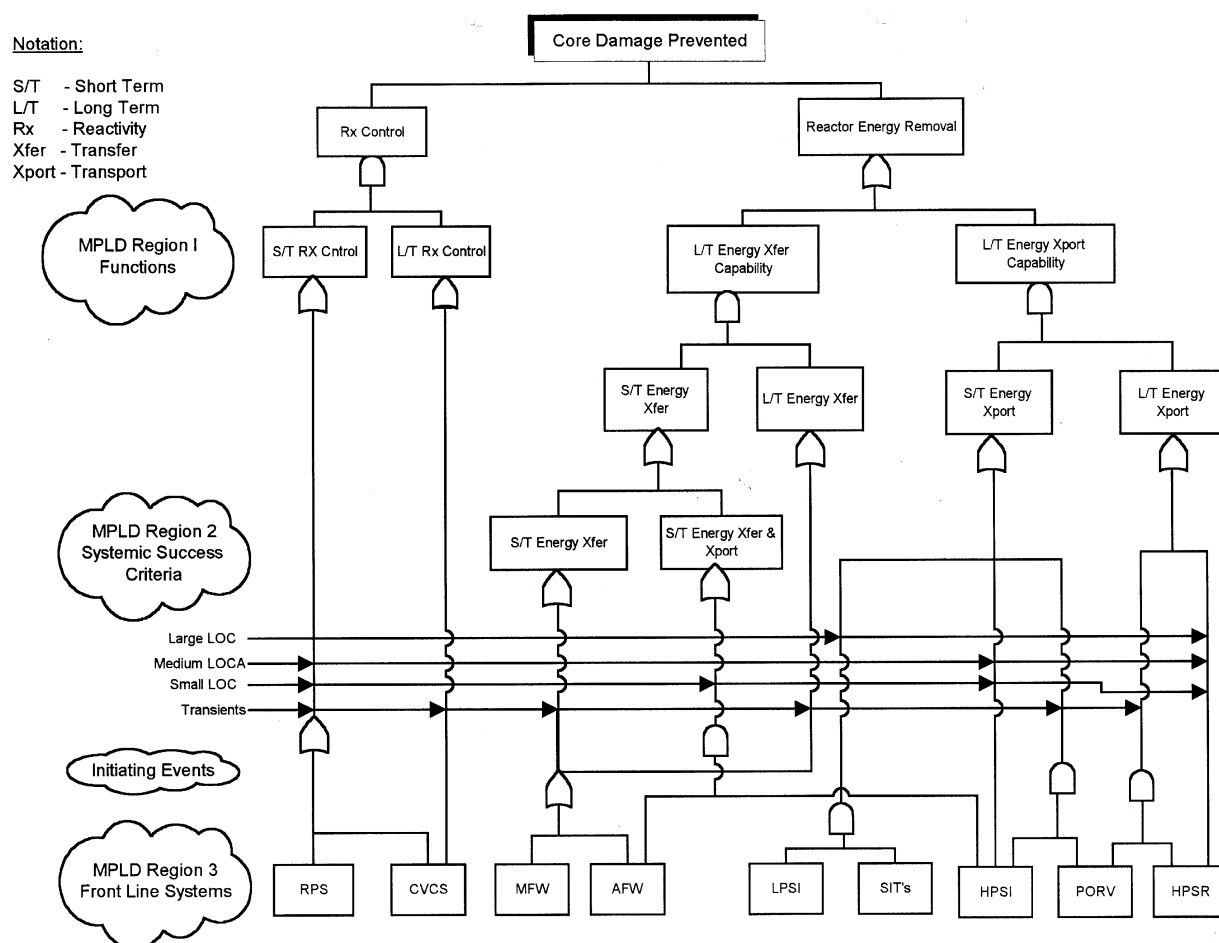 Core Damage Prevented
Notation:
S/T - Short Term
L/T - Long Term
Rx - Reactivity
Xfer - Transfer
Xport - Transport
Rx Control
Reactor Energy Removal
MPLD Region I
Functions
S/T RX Cntrol
L/T Rx Control
L/T Energy Xfer
Capability
L/T Energy Xport
Capability
S/T Energy
Xfer
L/T Energy Xfer
S/T Energy
Xport
L/T Energy
Xport
MPLD Region 2
Systemic Success
Criteria
S/T Energy Xfer
S/T Energy Xfer &
Xport
Large LOC
Medium LOCA
Small LOC
Transients
Initiating Events
MPLD Region 3
Front Line Systems
RPS
CVCS
MFW
AFW
LPSI
SIT's
HPSI
PORV
HPSR